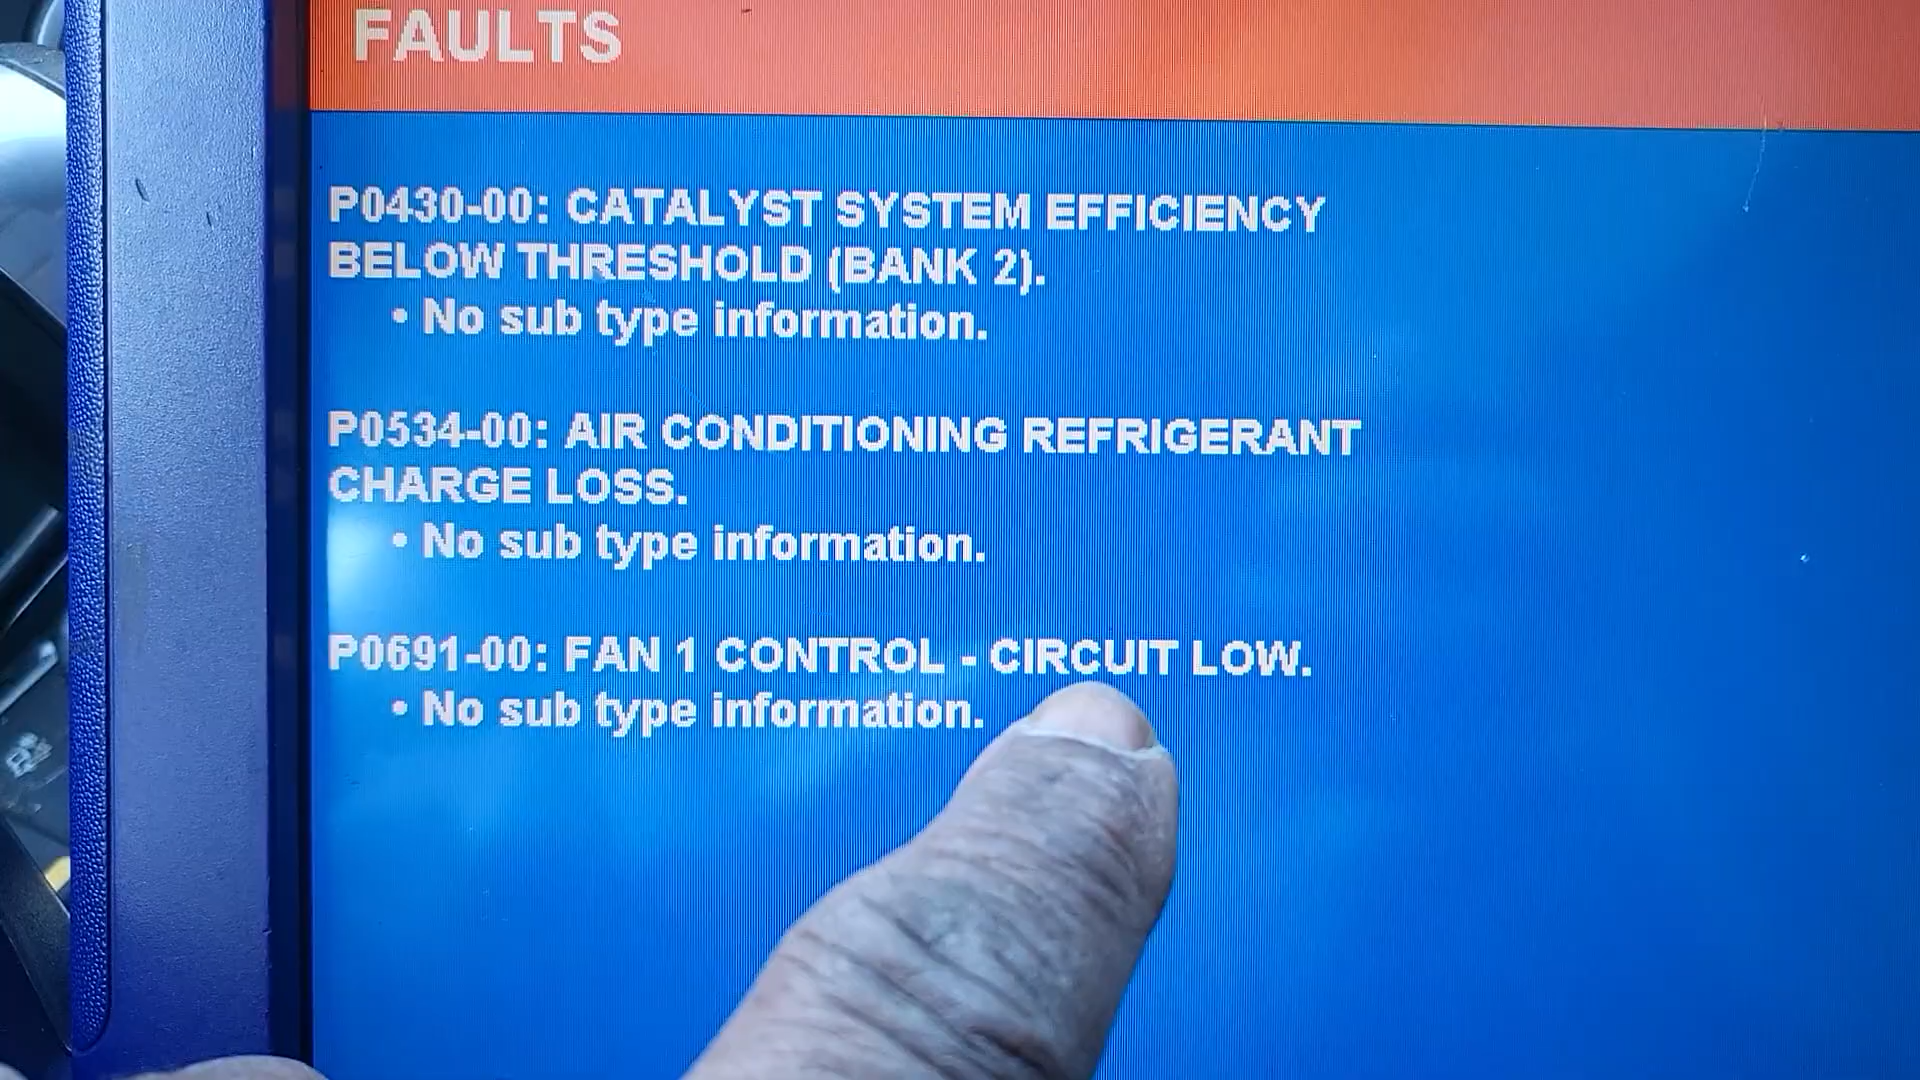 FAULTS
P0430-00: CATALYST SYSTEM EFFICIENCY
BELOW THRESHOLD (BANK 2).
• No sub type information.
P0534-00: AIR CONDITIONING REFRIGERANT
CHARGE LOSS.
• No sub type information.
P0691-00: FAN 1 CONTROL - CIRCUIT LOW.
• No sub type information.